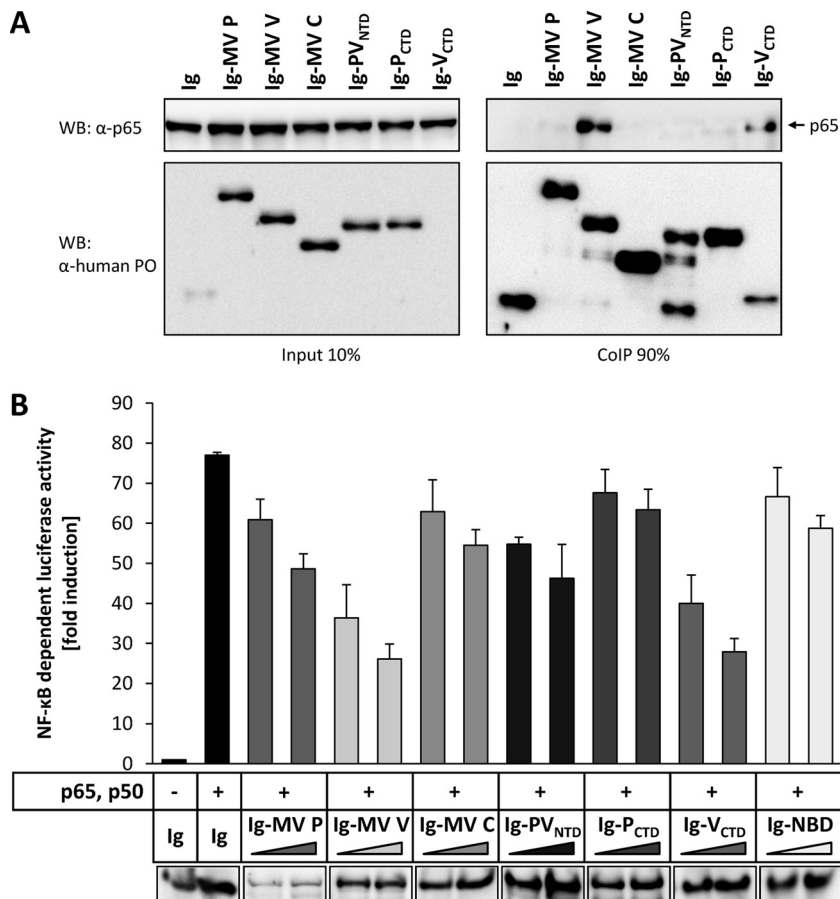 A
Ig
Ig-MV P
Ig-MV V
Ig-MV C
Ig-PVNTD
Ig-PCTD
Ig-VCTD
Ig
Ig-MV P
Ig-MV V
Ig-MV C
Ig-PVNTD
Ig-PCTD
Ig-VCTD
WB: α-p65
p65
WB:
α-human PO
Input 10%
CoIP 90%
B
NF-κB dependent luciferase activity
[fold induction]
90
80
70
60
50
40
30
20
10
0
p65, p50 - + + + + + + + +
Ig Ig Ig-MV P Ig-MV V Ig-MV C Ig-PVNTD Ig-PCTD Ig-VCTD Ig-NBD